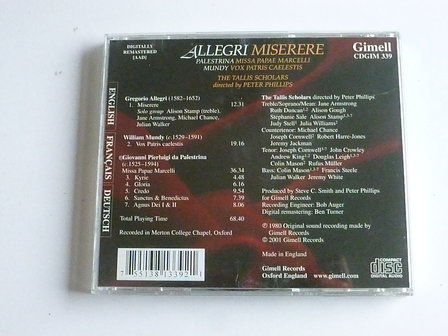 DIGITALLY
REMASTERED
[AAD]
ALLEGRI MISERERE
PALESTRINA MISSA PAPAE MARCELLI
MUNDY VOX PATRIS CAELESTIS
THE TALLIS SCHOLARS
directed by PETER PHILLIPS
Gimell
CDGIM 339
ENGLISH FRANÇAIS DEUTSCH
Gregorio Allegri (1582–1652)
1. Miserere 12.31
Solo group Alison Stamp (treble),
Jane Armstrong, Michael Chance,
Julian Walker
William Mundy (c.1529–1591)
2. Vox Patris caelestis 19.16
Giovanni Pierluigi da Palestrina
(c.1525–1594)
Missa Papae Marcelli 36.34
3. Kyrie 4.48
4. Gloria 6.16
5. Credo 9.54
6. Sanctus & Benedictus 7.39
7. Agnus Dei I & II 8.06
Total Playing Time 68.40
Recorded in Merton College Chapel, Oxford
The Tallis Scholars directed by Peter Phillips
Treble/Soprano/Mean: Jane Armstrong
Ruth Duncan Alison Gough
Stephanie Sale Alison Stamp
Judy Stell Julia Williams
Countertenor: Michael Chance
Joseph Cornwell Robert Harre-Jones
Jeremy Jackman
Tenor: Joseph Cornwell John Crowley
Andrew King Douglas Leigh
Colin Mason Rufus Müller
Bass: Colin Mason Francis Steele
Julian Walker Jeremy White
Produced by Steve C. Smith and Peter Phillips
for Gimell Records
Recording Engineer: Bob Auger
Digital remastering: Ben Turner
℗ 1980 Original sound recording made by
Gimell Records
© 2001 Gimell Records
Made in England
Gimell Records
Oxford England
www.gimell.com
COMPACT
disc
DIGITAL AUDIO
7 55138 13392 1